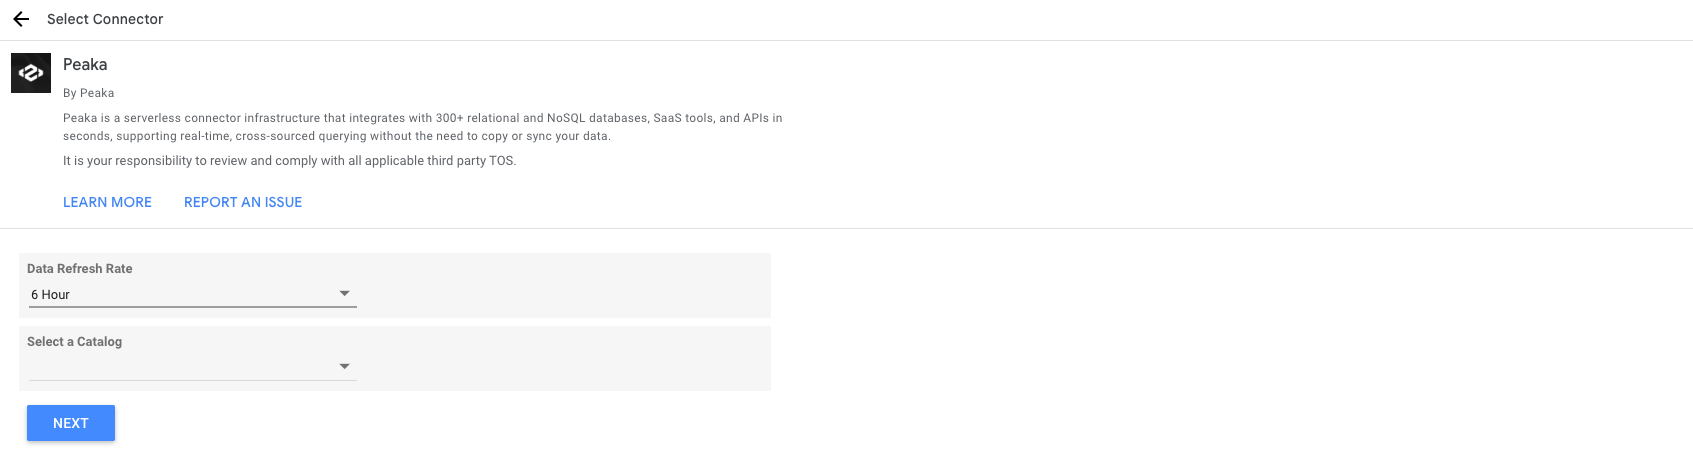 Select Connector
Peaka
By Peaka
Peaka is a serverless connector infrastructure that integrates with 300+ relational and NoSQL databases, SaaS tools, and APIs in
seconds, supporting real-time, cross-sourced querying without the need to copy or sync your data.
It is your responsibility to review and comply with all applicable third party TOS.
LEARN MORE REPORT AN ISSUE
Data Refresh Rate
6 Hour
Select a Catalog
NEXT